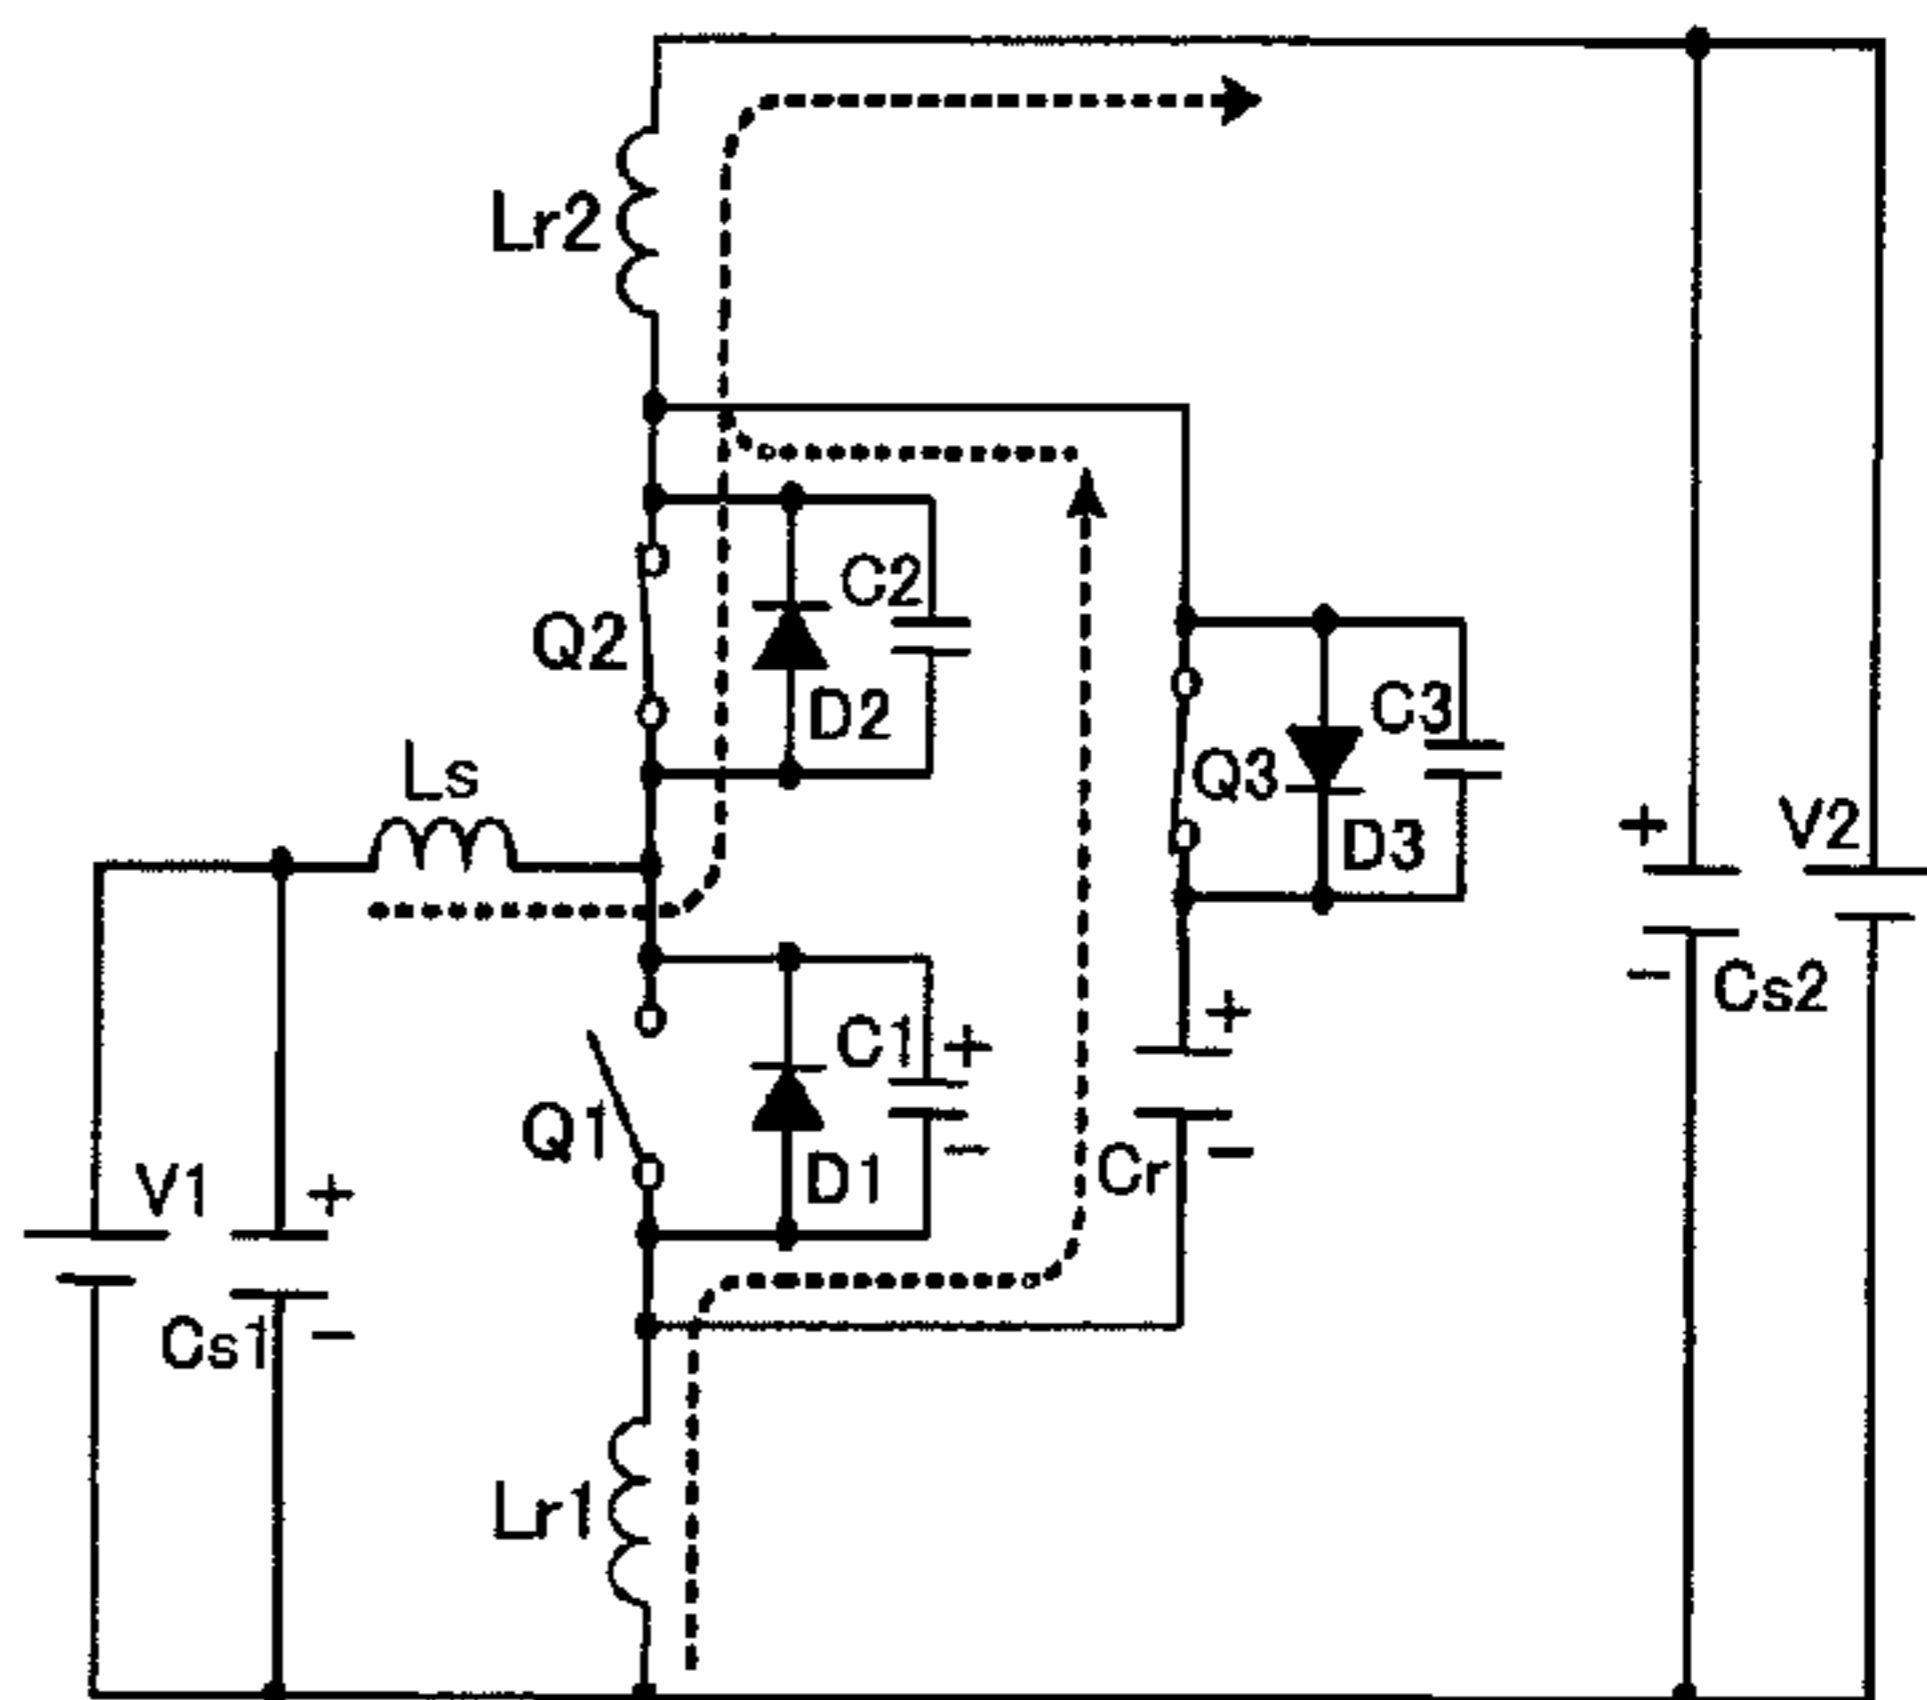 Lr2
C2
Q2
D2
C3
Q3
D3
Ls
+
V2
-
Cs2
C1
+
-
Q1
D1
+
Cr
-
V1
+
Cs1
-
Lr1